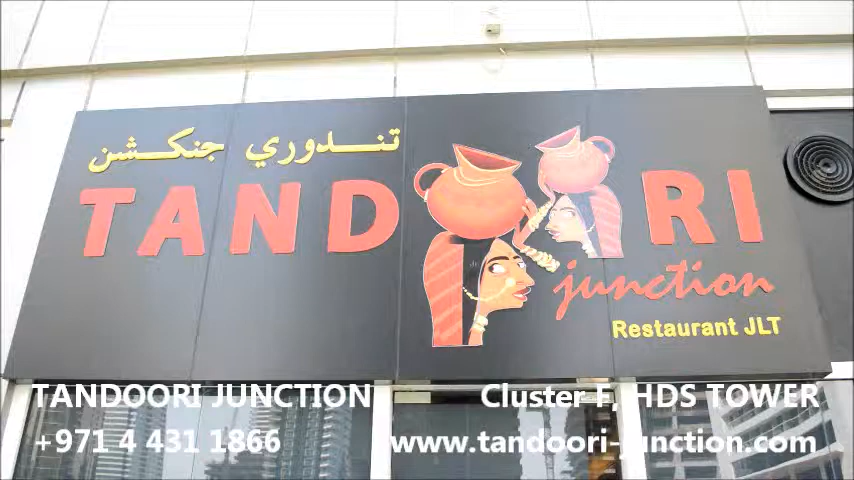 تندوري جنكشن
TANDOORI
junction
Restaurant JLT
TANDOORI JUNCTION Cluster-F, HDS TOWER
+971 4 431 1866 www.tandoori-junction.com